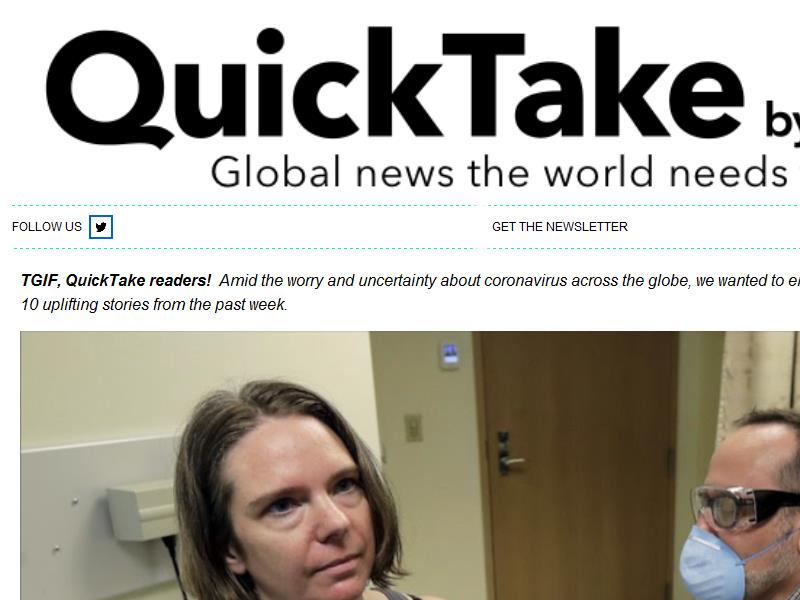 QuickTake by
Global news the world needs
FOLLOW US
GET THE NEWSLETTER
TGIF, QuickTake readers! Amid the worry and uncertainty about coronavirus across the globe, we wanted to
10 uplifting stories from the past week.